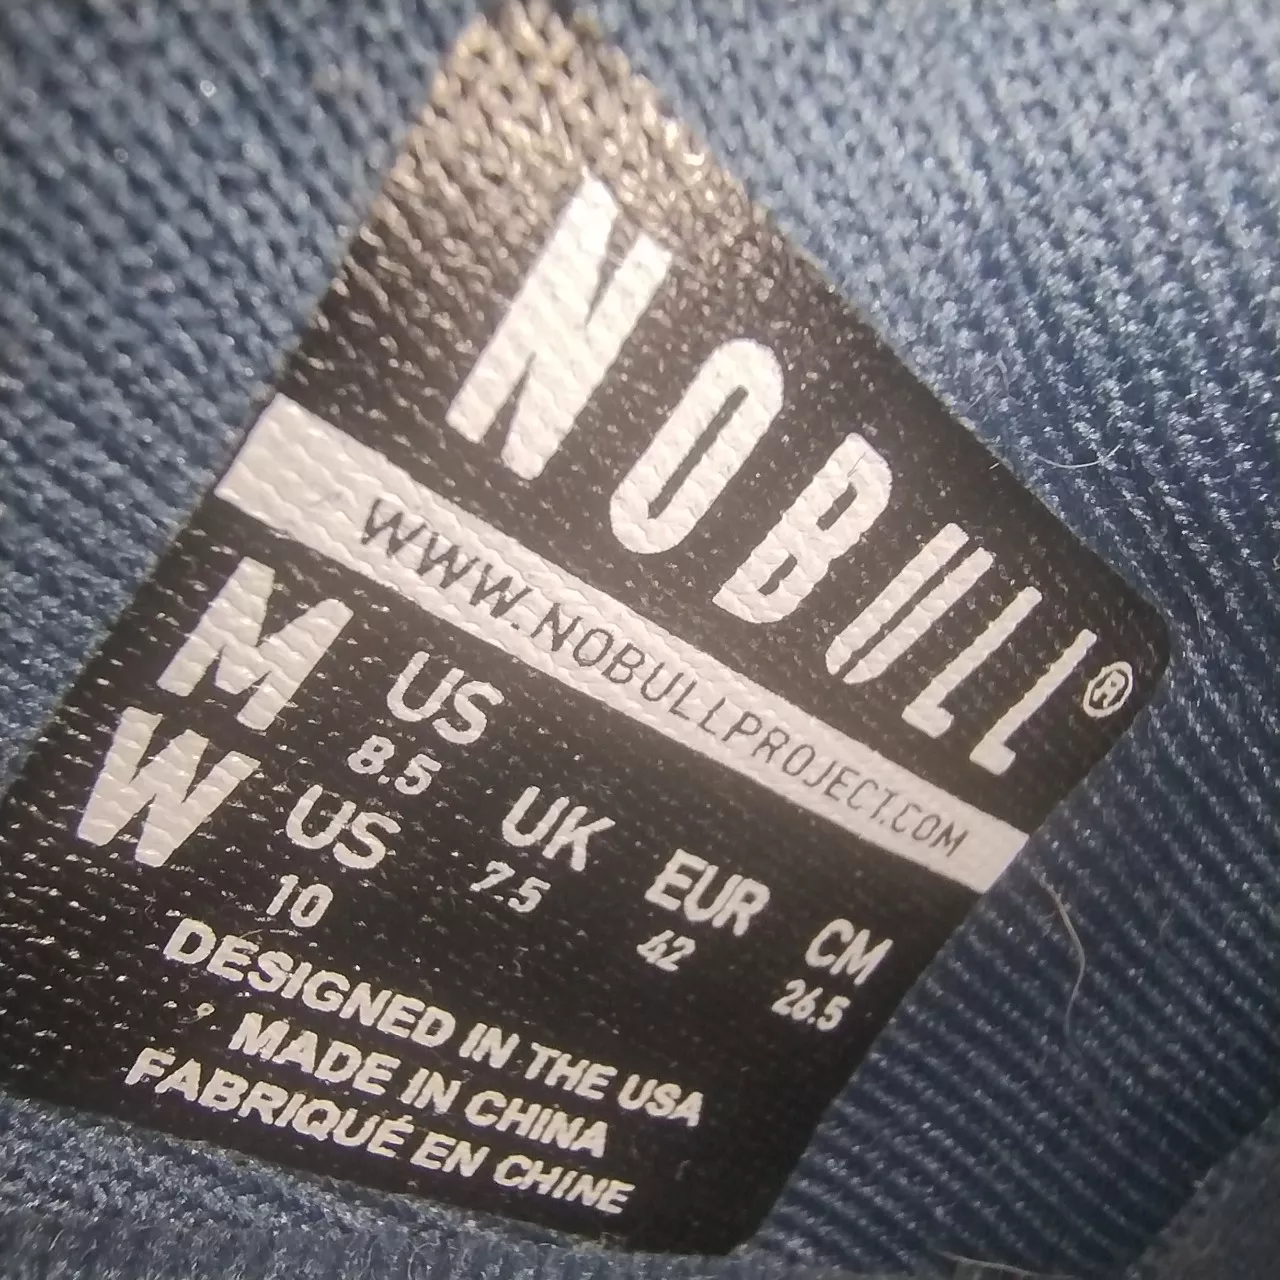 NOBULL®
WWW.NOBULLPROJECT.COM
M US UK EUR CM
8.5 7.5 42 26.5
W US
10
DESIGNED IN THE USA
MADE IN CHINA
FABRIQUÉ EN CHINE